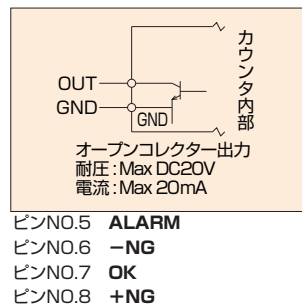 カウンタ内部
OUT
GND
GND
オープンコレクター出力
耐圧:Max DC20V
電流:Max 20mA
ピンNO.5 ALARM
ピンNO.6 －NG
ピンNO.7 OK
ピンNO.8 +NG